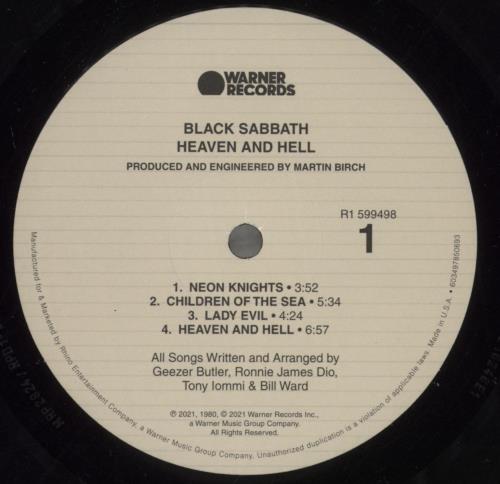 WARNER
RECORDS
BLACK SABBATH
HEAVEN AND HELL
PRODUCED AND ENGINEERED BY MARTIN BIRCH
R1 599498
1
1. NEON KNIGHTS • 3:52
2. CHILDREN OF THE SEA • 5:34
3. LADY EVIL • 4:24
4. HEAVEN AND HELL • 6:57
All Songs Written and Arranged by
Geezer Butler, Ronnie James Dio,
Tony Iommi & Bill Ward
℗ 2021, 1980, © 2021 Warner Records Inc.,
a Warner Music Group Company.
All Rights Reserved.
Manufactured for & Marketed by Rhino Entertainment Company, a Warner Music Group Company. Unauthorized duplication is a violation of applicable laws. Made in U.S.A. • 603497850693